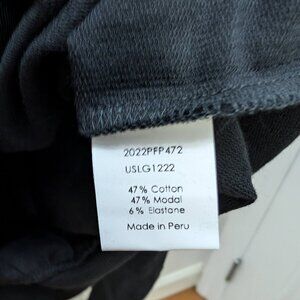 2022PFP472
USLG1222
47% Cotton
47% Modal
6% Elastane
Made in Peru